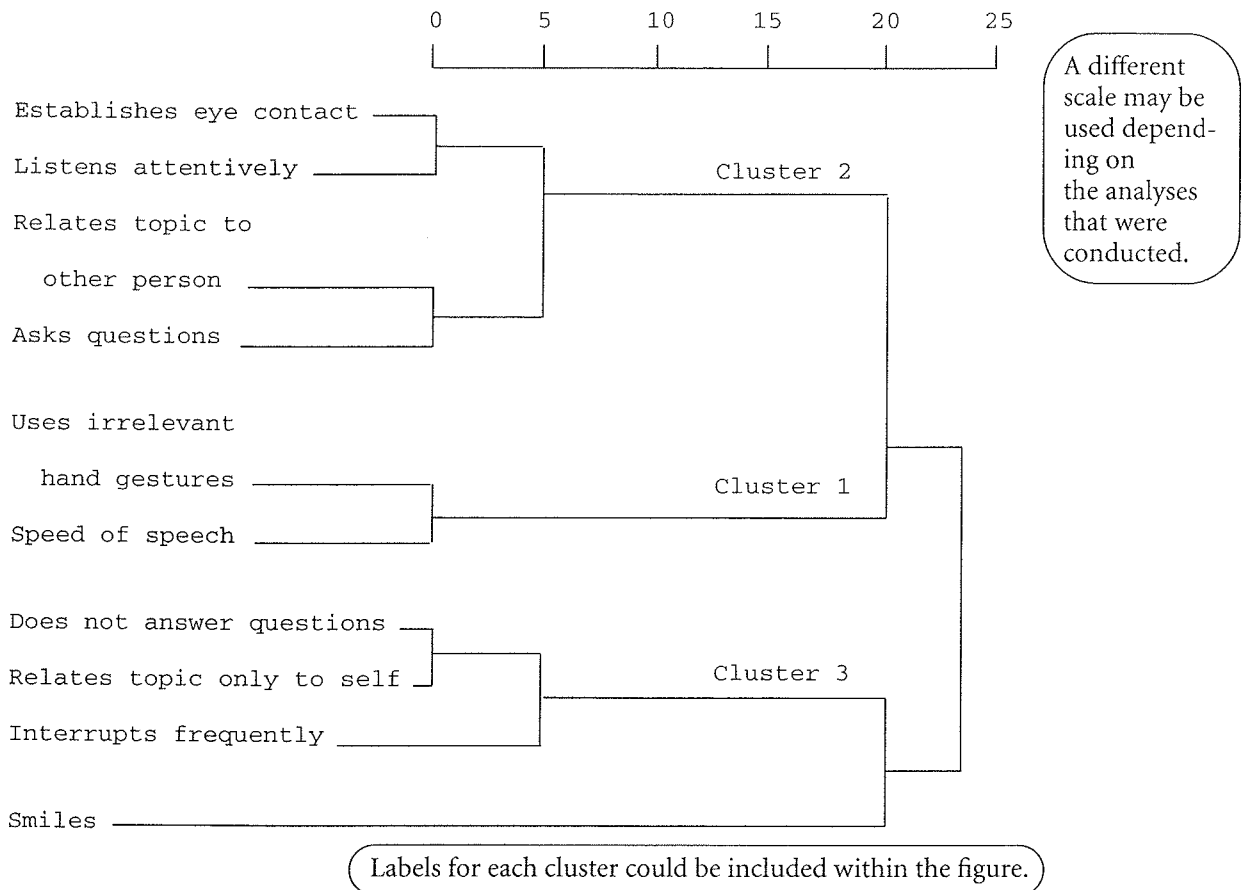 0 5 10 15 20 25
A different
scale may be
used depend-
ing on
the analyses
that were
conducted.
Establishes eye contact
Listens attentively
Cluster 2
Relates topic to
other person
Asks questions
Uses irrelevant
hand gestures
Cluster 1
Speed of speech
Does not answer questions
Relates topic only to self
Cluster 3
Interrupts frequently
Smiles
Labels for each cluster could be included within the figure.